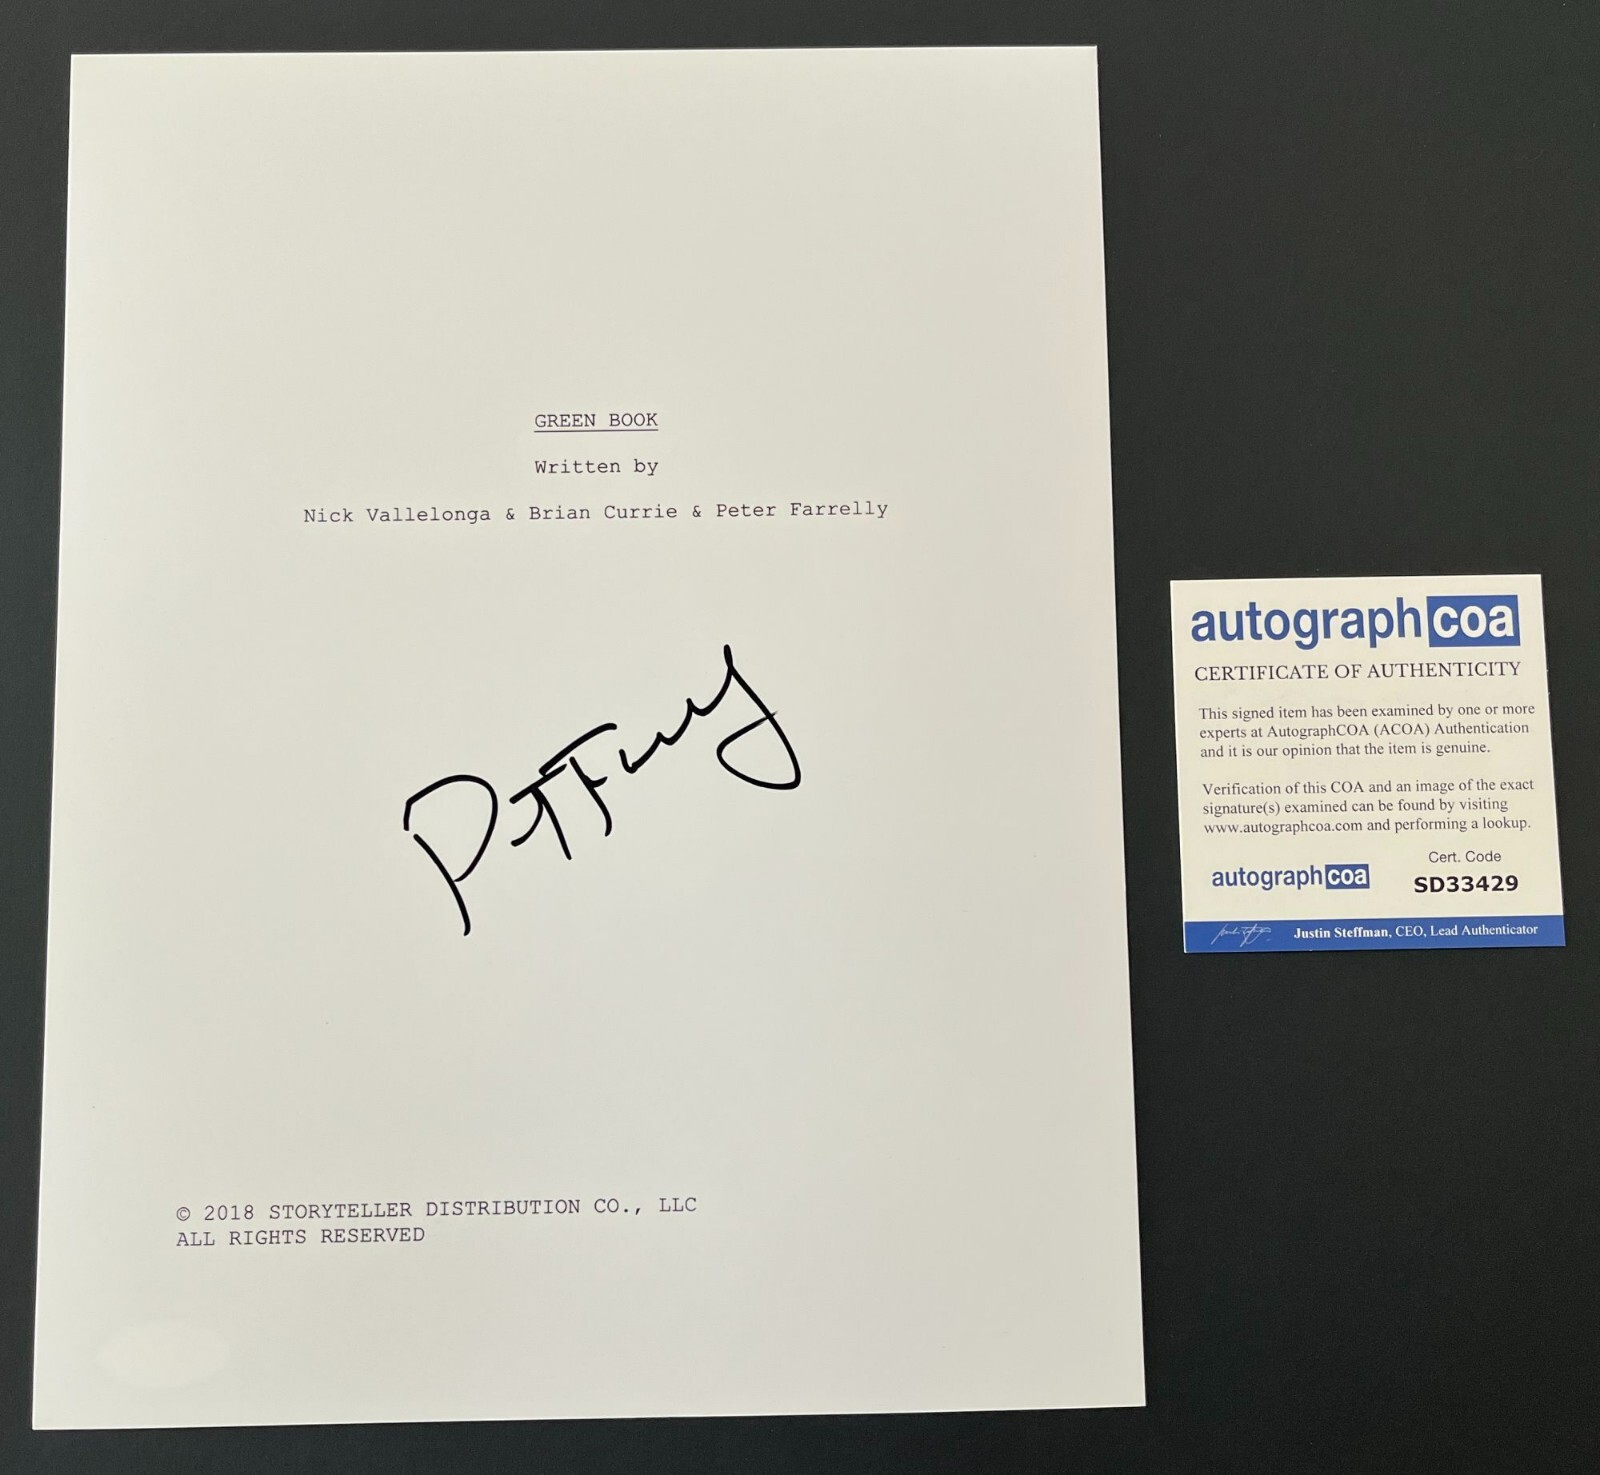 GREEN BOOK
Written by
Nick Vallelonga & Brian Currie & Peter Farrelly
© 2018 STORYTELLER DISTRIBUTION CO., LLC
ALL RIGHTS RESERVED
autographcoa
CERTIFICATE OF AUTHENTICITY
This signed item has been examined by one or more
experts at AutographCOA (ACOA) Authentication
and it is our opinion that the item is genuine.
Verification of this COA and an image of the exact
signature(s) examined can be found by visiting
www.autographcoa.com and performing a lookup.
autographcoa
Cert. Code
SD33429
Justin Steffman, CEO, Lead Authenticator